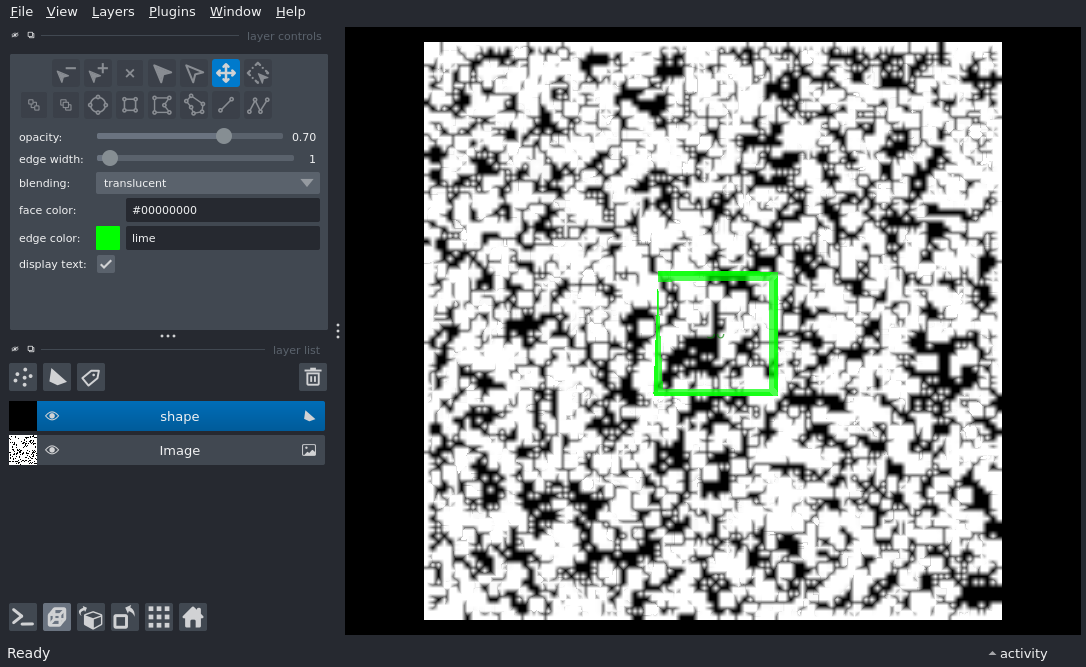 File View Layers Plugins Window Help
layer controls
opacity: 0.70
edge width: 1
blending: translucent
face color: #00000000
edge color: lime
display text:
layer list
shape
Image
Ready
activity